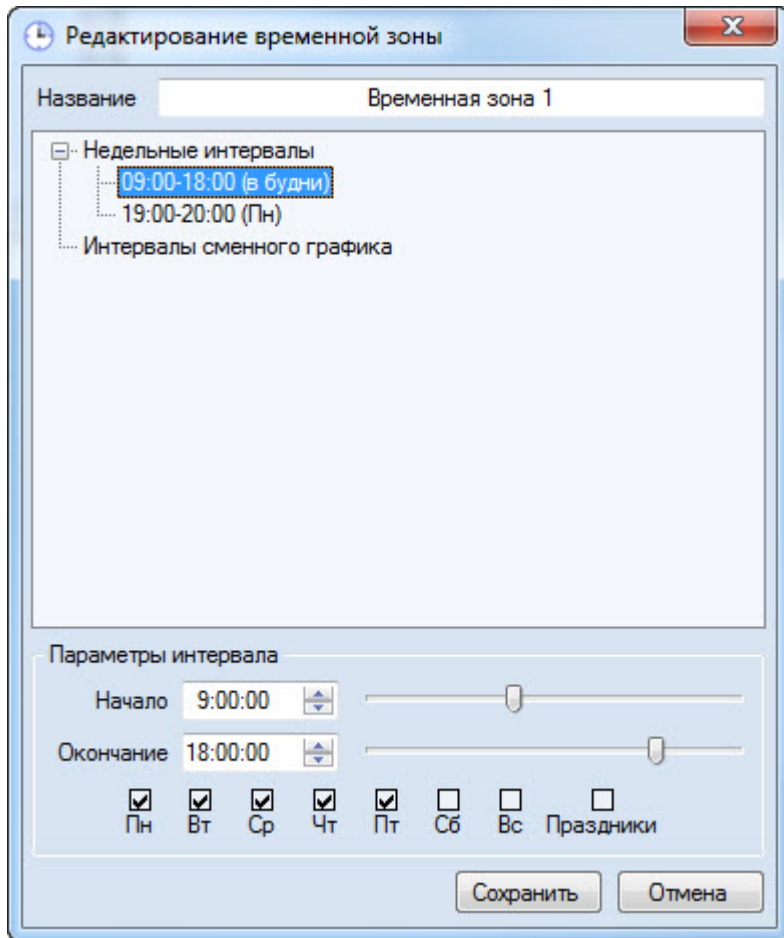 Редактирование временной зоны
Название Временная зона 1
Недельные интервалы
09:00-18:00 (в будни)
19:00-20:00 (Пн)
Интервалы сменного графика
Параметры интервала
Начало 9:00:00
Окончание 18:00:00
Пн Вт Ср Чт Пт Сб Вс Праздники
Сохранить Отмена